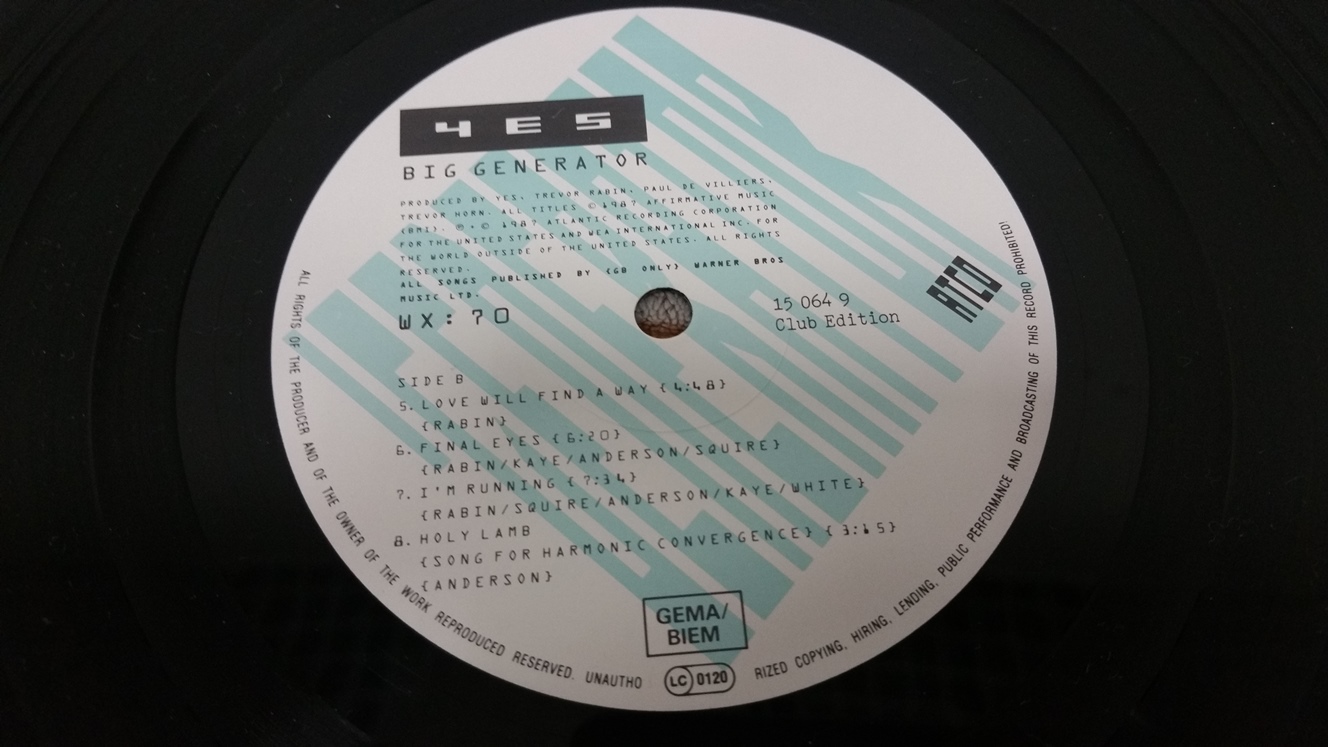 YES
BIG GENERATOR
PRODUCED BY YES, TREVOR RABIN, PAUL DE VILLIERS,
TREVOR HORN. ALL TITLES © 1987 AFFIRMATIVE MUSIC
(BMI). ℗ + © 1987 ATLANTIC RECORDING CORPORATION
FOR THE UNITED STATES AND WEA INTERNATIONAL INC. FOR
THE WORLD OUTSIDE OF THE UNITED STATES. ALL RIGHTS
RESERVED.
ALL SONGS PUBLISHED BY {GB ONLY} WARNER BROS
MUSIC LTD.
WX: 70
15 064 9
Club Edition
ATCO
SIDE B
5. LOVE WILL FIND A WAY {4:48}
{RABIN}
6. FINAL EYES {6:20}
{RABIN/KAYE/ANDERSON/SQUIRE}
7. I'M RUNNING {7:34}
{RABIN/SQUIRE/ANDERSON/KAYE/WHITE}
8. HOLY LAMB
{SONG FOR HARMONIC CONVERGENCE} {3:15}
{ANDERSON}
GEMA/
BIEM
LC 0120
ALL RIGHTS OF THE PRODUCER AND OF THE OWNER OF THE WORK REPRODUCED RESERVED. UNAUTHO RIZED COPYING, HIRING, LENDING, PUBLIC PERFORMANCE AND BROADCASTING OF THIS RECORD PROHIBITED!